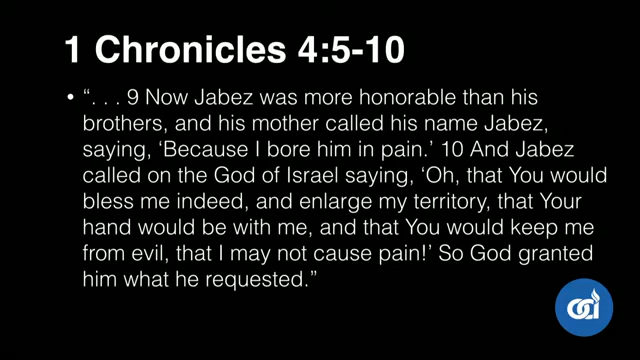 1 Chronicles 4:5-10
• “. . . 9 Now Jabez was more honorable than his
brothers, and his mother called his name Jabez,
saying, ‘Because I bore him in pain.’ 10 And Jabez
called on the God of Israel saying, ‘Oh, that You would
bless me indeed, and enlarge my territory, that Your
hand would be with me, and that You would keep me
from evil, that I may not cause pain!’ So God granted
him what he requested.”
OCI